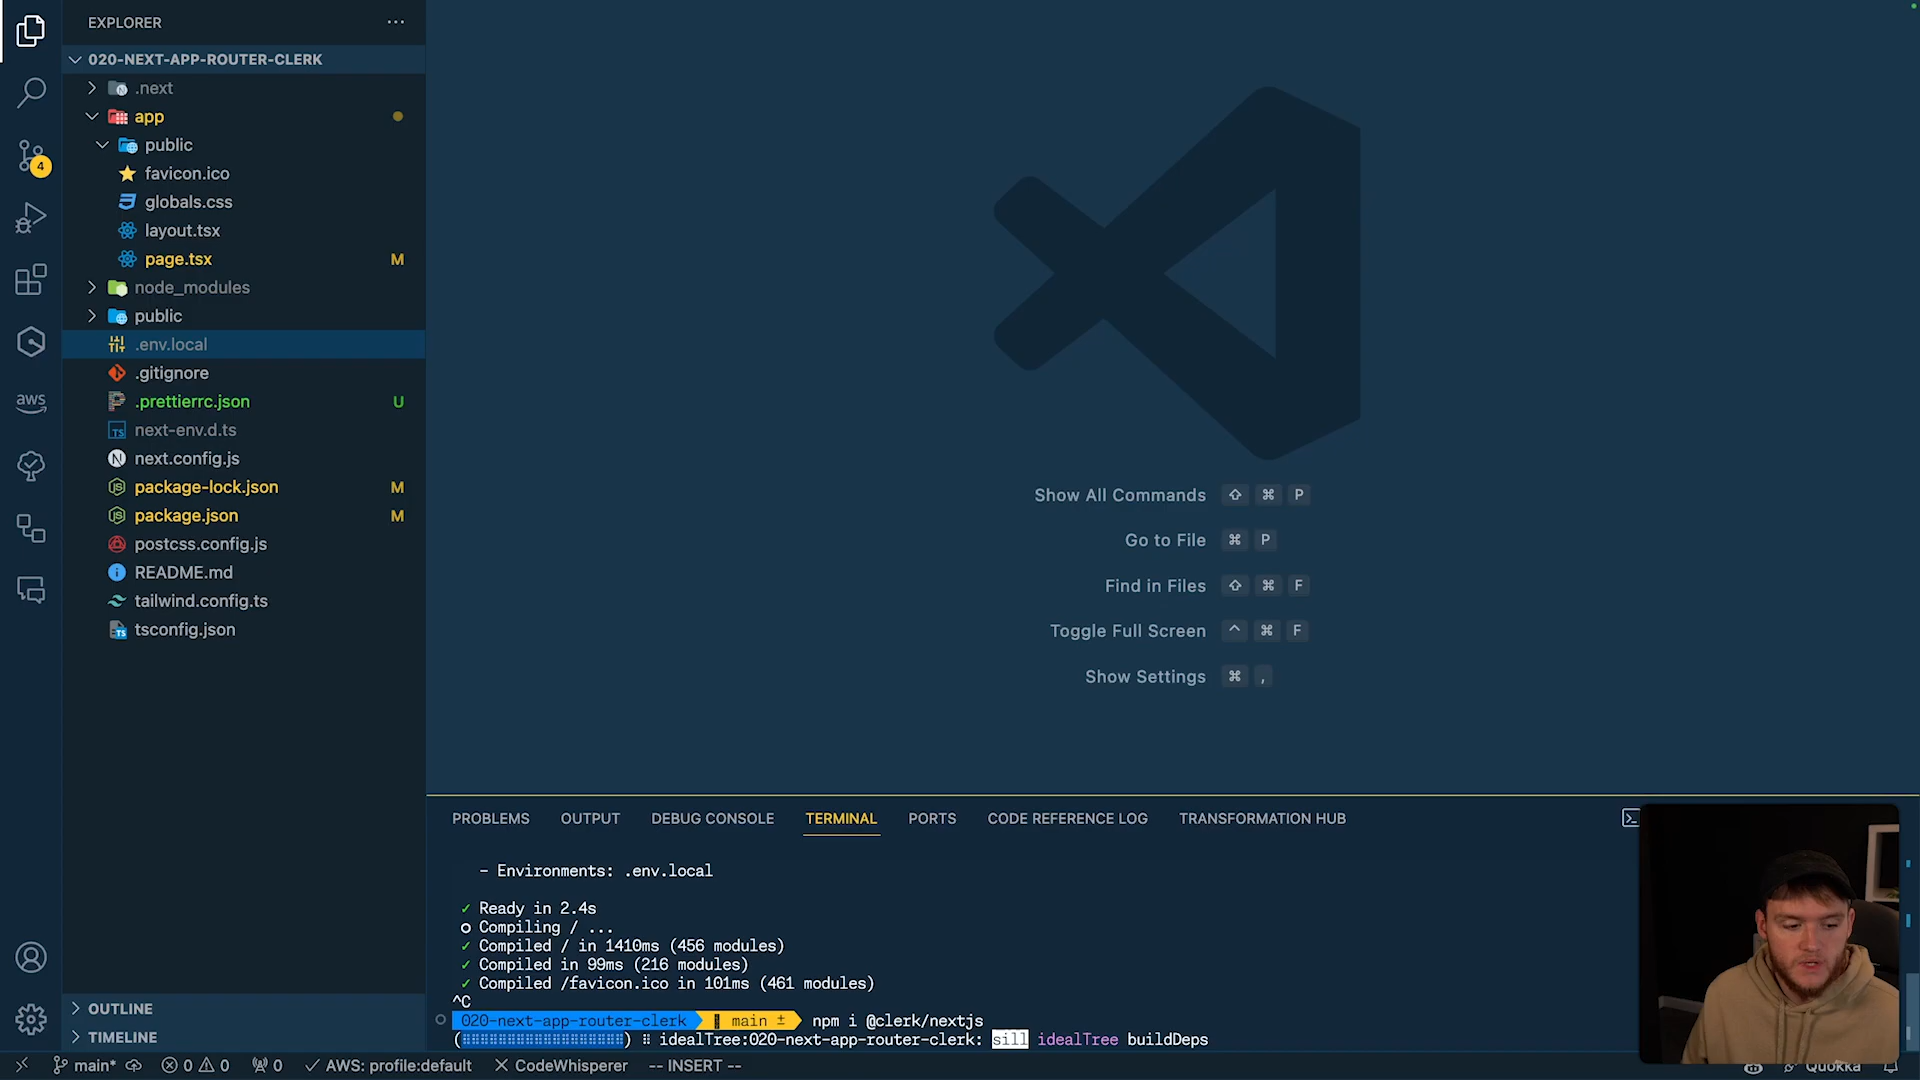 EXPLORER
020-NEXT-APP-ROUTER-CLERK
.next
app
public
favicon.ico
globals.css
layout.tsx
page.tsx M
node_modules
public
.env.local
.gitignore
.prettierrc.json U
next-env.d.ts
next.config.js
package-lock.json M
package.json M
postcss.config.js
README.md
tailwind.config.ts
tsconfig.json
OUTLINE
TIMELINE
4
aws
Show All Commands ⇧ ⌘ P
Go to File ⌘ P
Find in Files ⇧ ⌘ F
Toggle Full Screen ^ ⌘ F
Show Settings ⌘ ,
PROBLEMS OUTPUT DEBUG CONSOLE TERMINAL PORTS CODE REFERENCE LOG TRANSFORMATION HUB
- Environments: .env.local
✓ Ready in 2.4s
○ Compiling / ...
✓ Compiled / in 1410ms (456 modules)
✓ Compiled in 99ms (216 modules)
✓ Compiled /favicon.ico in 101ms (461 modules)
^C
020-next-app-router-clerk main ± npm i @clerk/nextjs
(⠿⠿⠿⠿⠿⠿⠿⠿⠿⠿⠿⠿⠿⠿⠿⠿⠿⠿) ⠿ idealTree:020-next-app-router-clerk: sill idealTree buildDeps
main* 0 0 0 AWS: profile:default CodeWhisperer -- INSERT -- Quokka